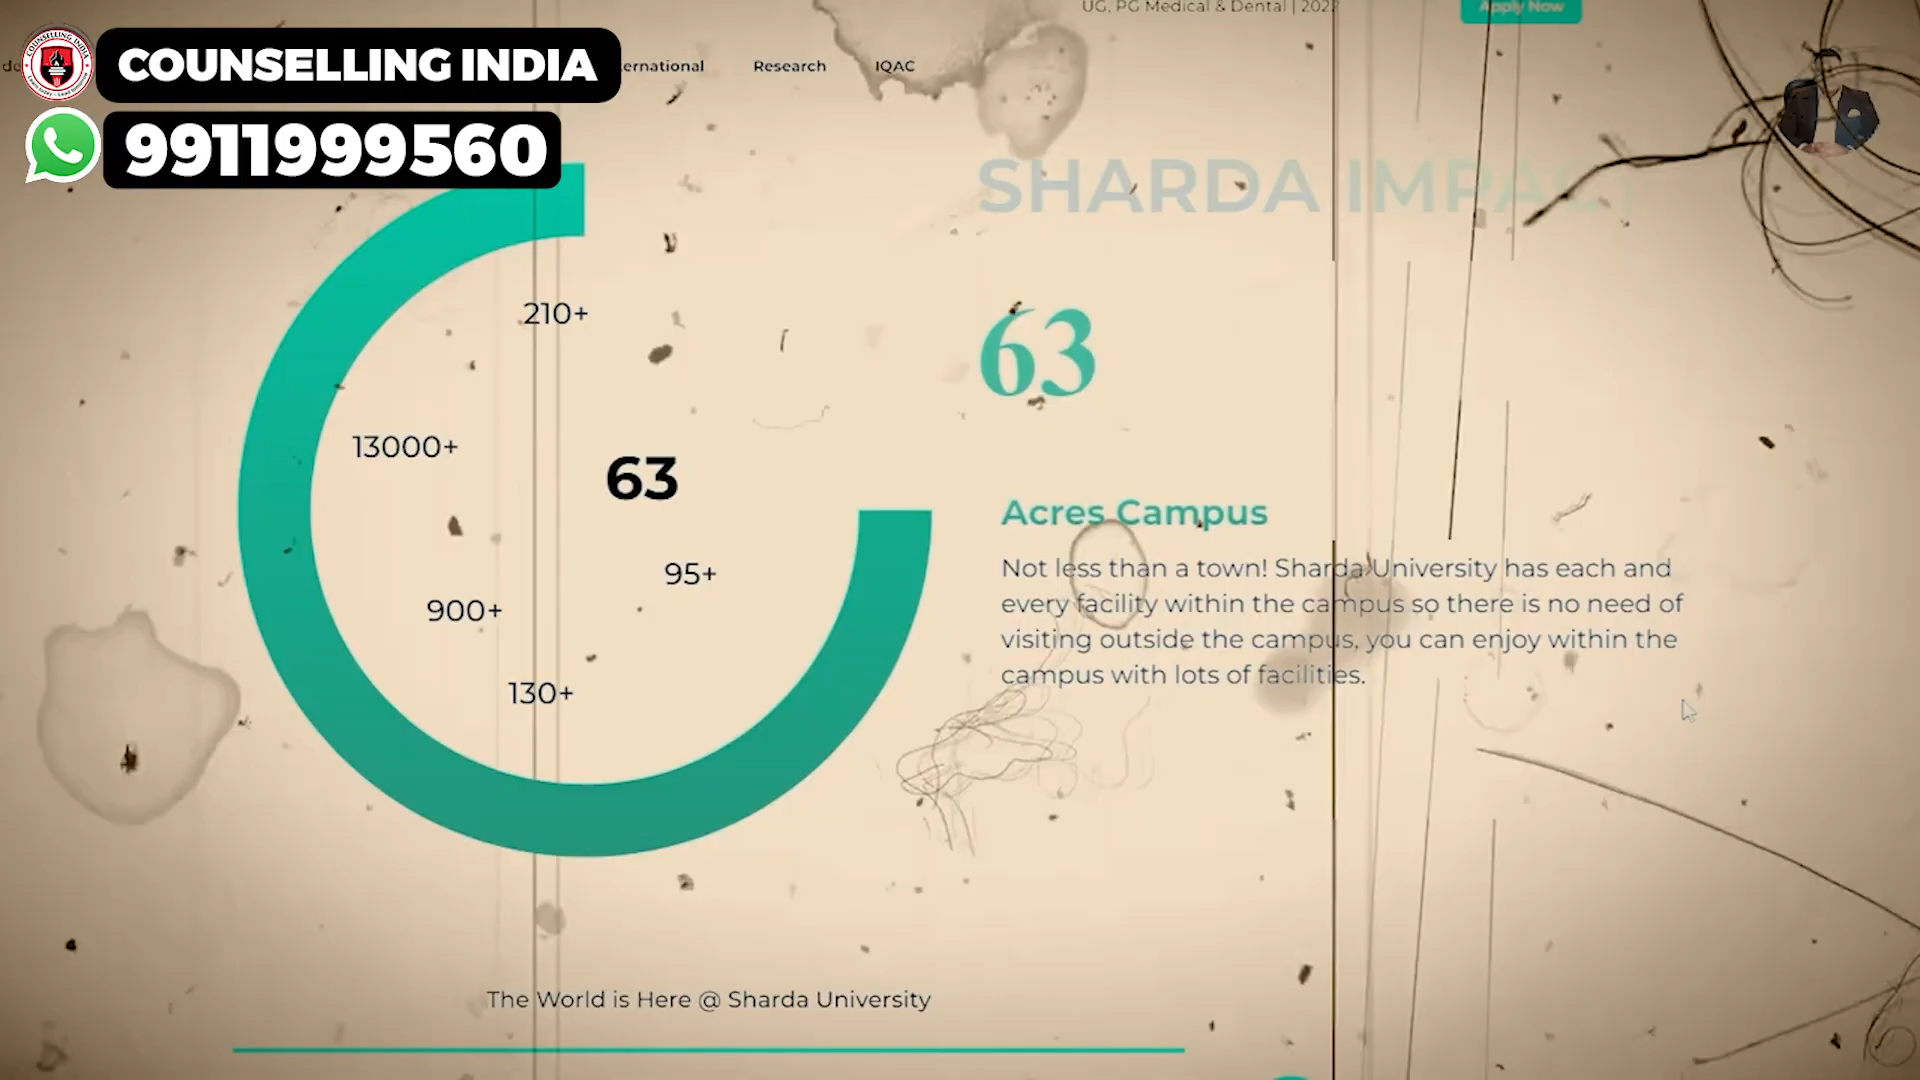 UG, PG Medical & Dental | 202
Apply Now
COUNSELLING INDIA
ernational
Research
IQAC
9911999560
SHARDA IMPACT
210+
63
13000+
63
95+
900+
130+
Acres Campus
Not less than a town! Sharda University has each and
every facility within the campus so there is no need of
visiting outside the campus, you can enjoy within the
campus with lots of facilities.
The World is Here @ Sharda University